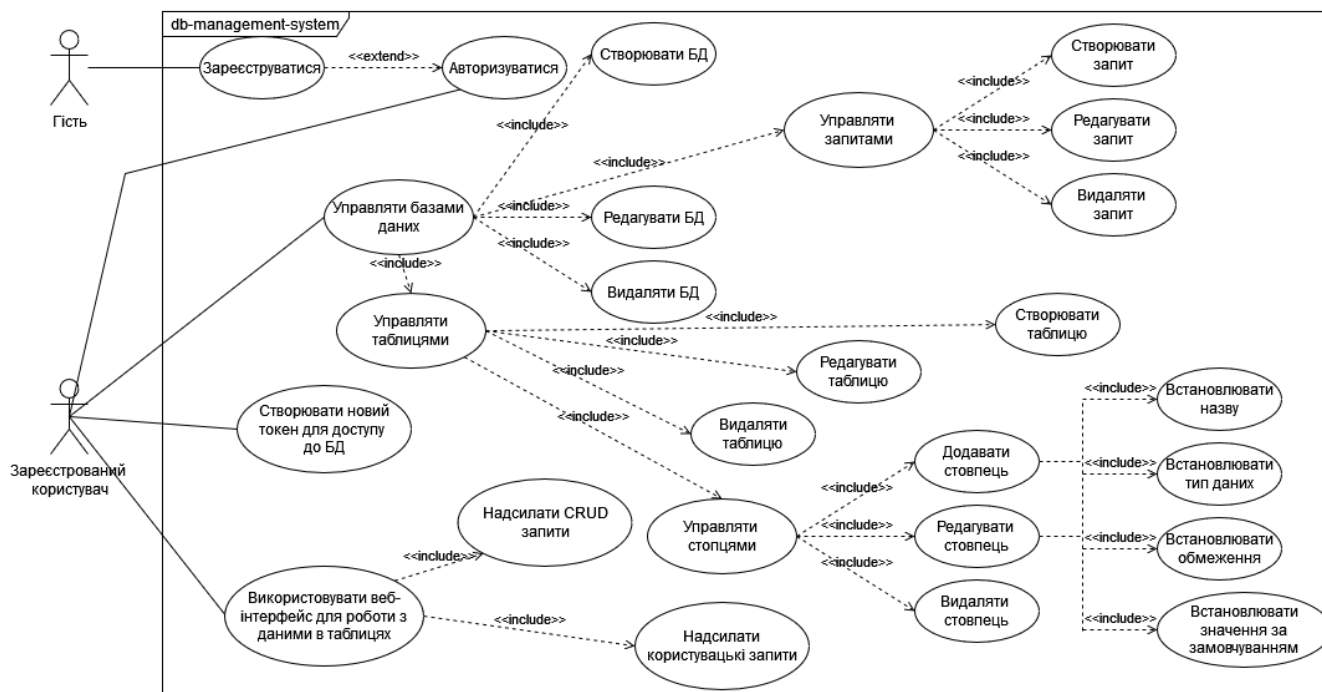 db-management-system
Гість
Зареєструватися
<<extend>>
Авторизуватися
<<include>>
Створювати БД
<<include>>
Управляти
запитами
<<include>>
Створювати
запит
<<include>>
Редагувати
запит
<<include>>
Видаляти
запит
Управляти базами
даних
<<include>>
Редагувати БД
<<include>>
Видаляти БД
<<include>>
Управляти
таблицями
<<include>>
Створювати
таблицю
<<include>>
Редагувати
таблицю
<<include>>
Видаляти
таблицю
<<include>>
Зареєстрований
користувач
Створювати новий
токен для доступу
до БД
Управляти
стопцями
<<include>>
Додавати
стовпець
<<include>>
Редагувати
стовпець
<<include>>
Видаляти
стовпець
<<include>>
Встановлювати
назву
<<include>>
Встановлювати
тип даних
<<include>>
Встановлювати
обмеження
<<include>>
Встановлювати
значення за
замовчуванням
Використовувати веб-
інтерфейс для роботи з
даними в таблицях
<<include>>
Надсилати CRUD
запити
<<include>>
Надсилати
користувацькі запити